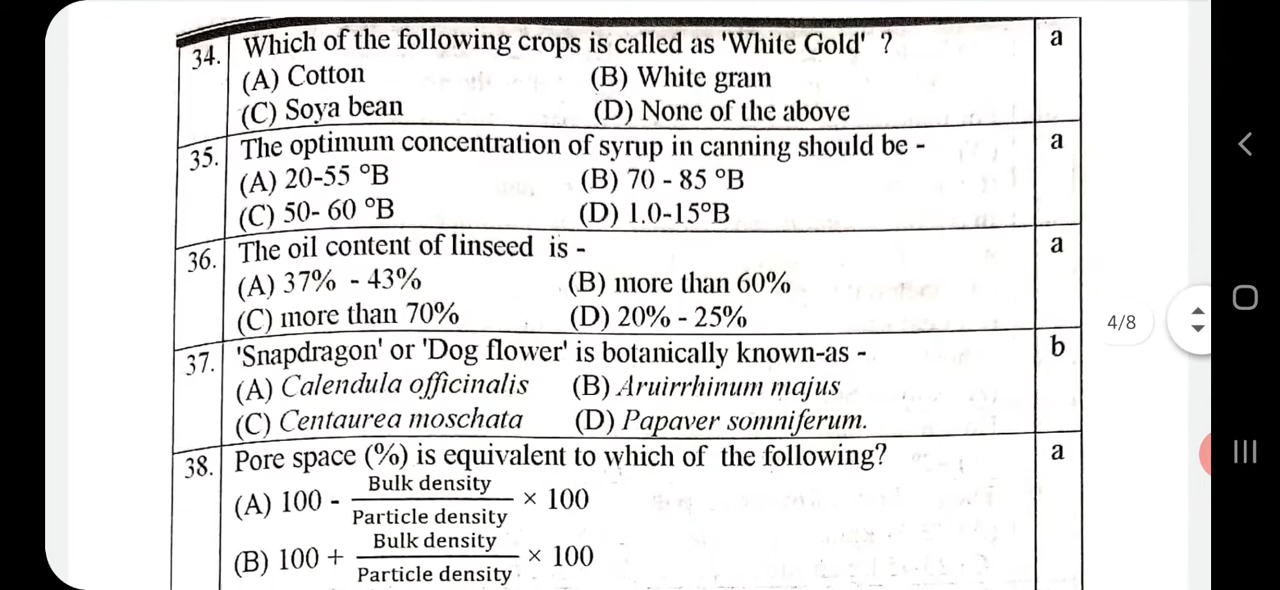 34. Which of the following crops is called as 'White Gold' ? a
(A) Cotton (B) White gram
(C) Soya bean (D) None of the above
35. The optimum concentration of syrup in canning should be - a
(A) 20-55 °B (B) 70 - 85 °B
(C) 50- 60 °B (D) 1.0-15°B
36. The oil content of linseed is - a
(A) 37% - 43% (B) more than 60%
(C) more than 70% (D) 20% - 25%
4/8
37. 'Snapdragon' or 'Dog flower' is botanically known-as - b
(A) Calendula officinalis (B) Aruirrhinum majus
(C) Centaurea moschata (D) Papaver somniferum.
38. Pore space (%) is equivalent to which of the following? a
(A) 100 - Bulk density / Particle density × 100
(B) 100 + Bulk density / Particle density × 100